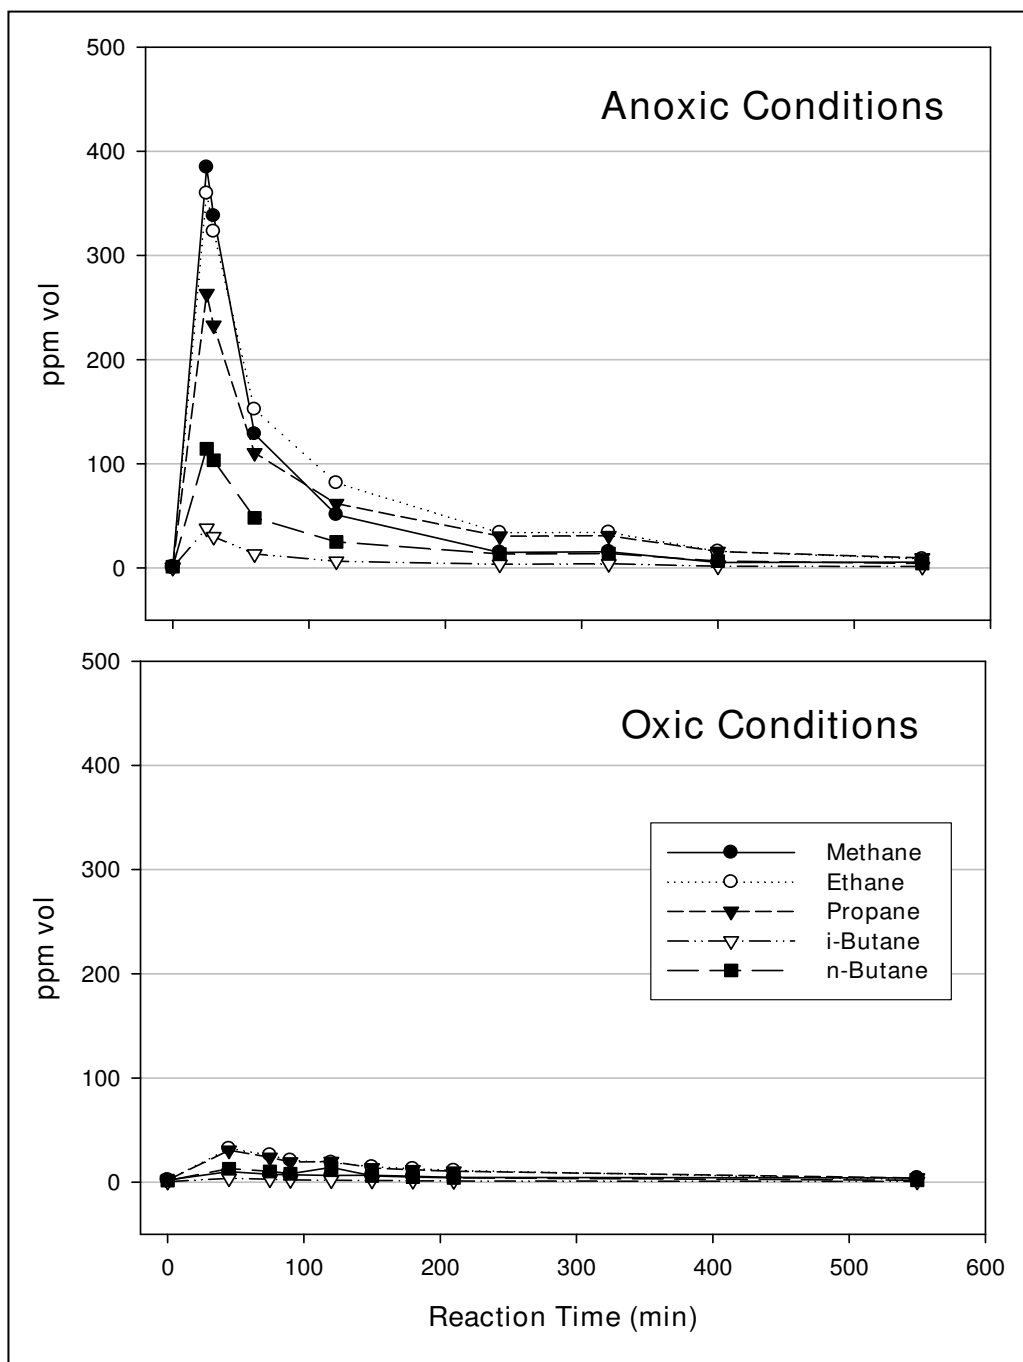 500
Anoxic Conditions
400
300
ppm vol
200
100
0
500
Oxic Conditions
400
300
Methane
Ethane
Propane
i-Butane
n-Butane
ppm vol
200
100
0
0 100 200 300 400 500 600
Reaction Time (min)